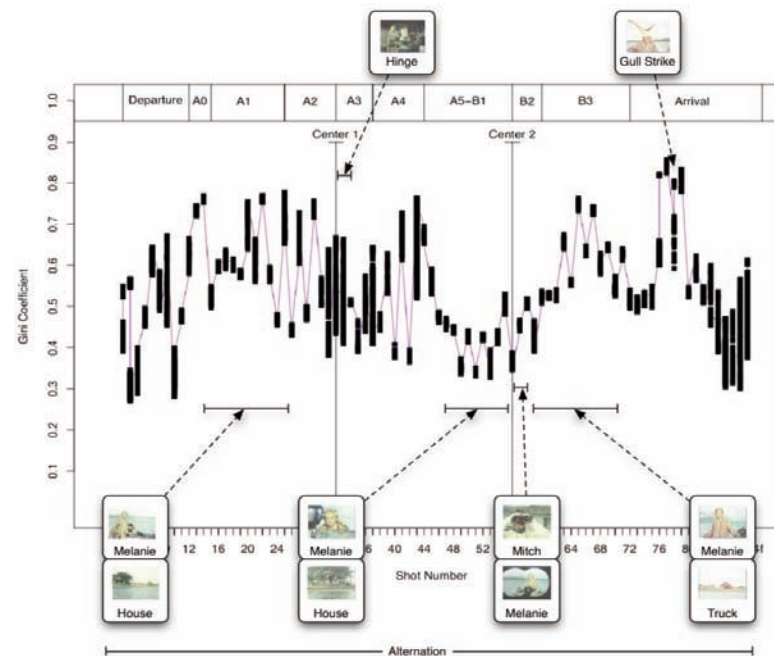 Hinge
Gull Strike
1.0
Departure
A0
A1
A2
A3
A4
A5-B1
B2
B3
Arrival
Center 1
Center 2
0.9
0.8
0.7
0.6
0.5
0.4
0.3
0.2
0.1
Gini Coefficient
12
16
20
24
40
44
48
52
64
68
72
76
Melanie
Melanie
Mitch
Melanie
Shot Number
House
House
Melanie
Truck
Alternation